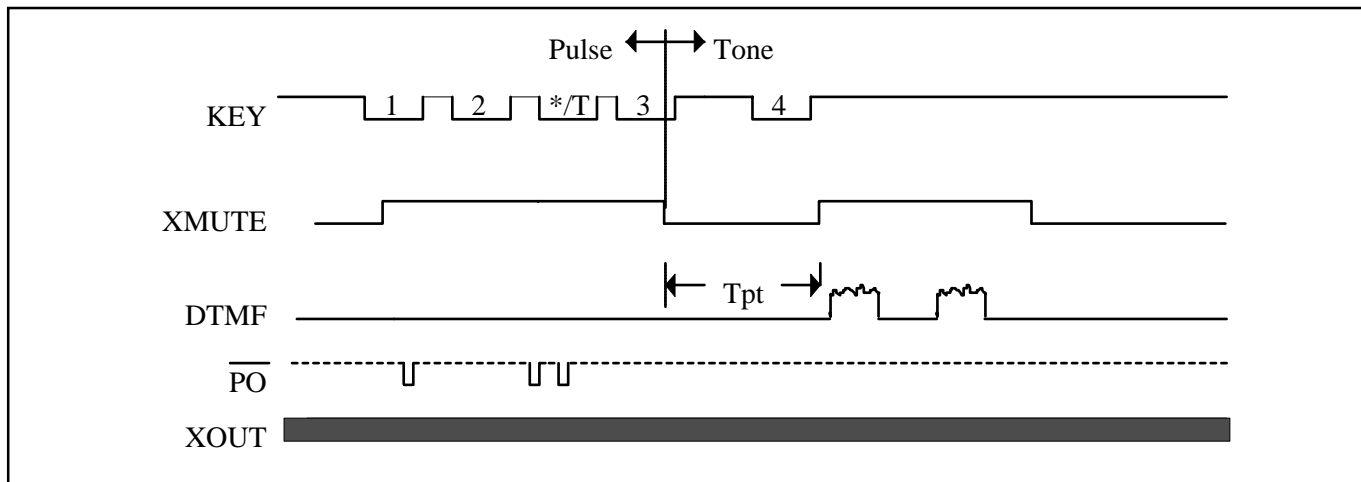 Pulse Tone
KEY 1 2 */T 3 4
XMUTE
Tpt
DTMF
PO
XOUT